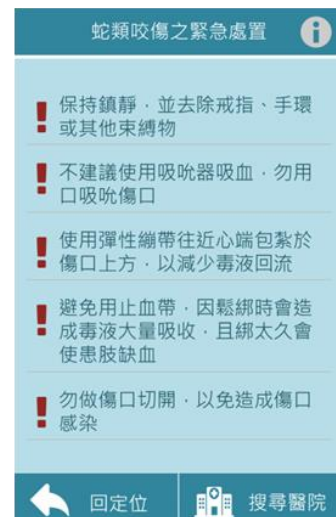 蛇類咬傷之緊急處置
保持鎮靜，並去除戒指、手環
或其他束縛物
不建議使用吸吮器吸血，勿用
口吸吮傷口
使用彈性繃帶往近心端包紮於
傷口上方，以減少毒液回流
避免用止血帶，因鬆綁時會造
成毒液大量吸收，且綁太久會
使患肢缺血
勿做傷口切開，以免造成傷口
感染
回定位
搜尋醫院